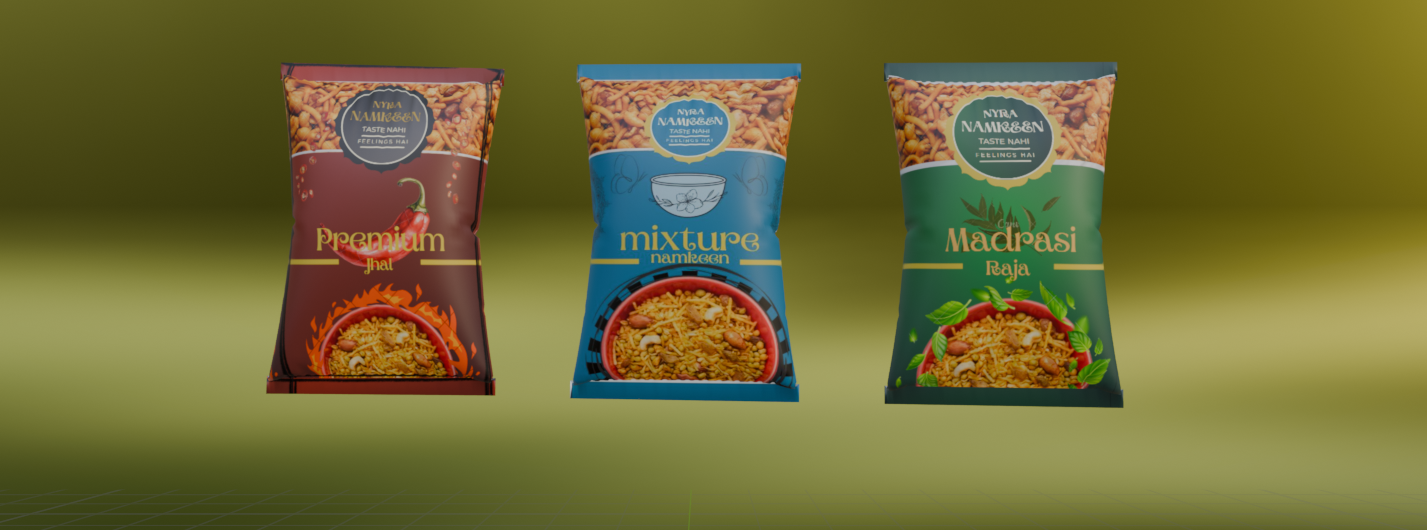 NYRA
NAMKEEN
TASTE NAHI
FEELINGS HAI
Premium
Jhal
NYRA
NAMKEEN
TASTE NAHI
FEELINGS HAI
mixture
namkeen
NYRA
NAMKEEN
TASTE NAHI
FEELINGS HAI
Madrasi
Raja